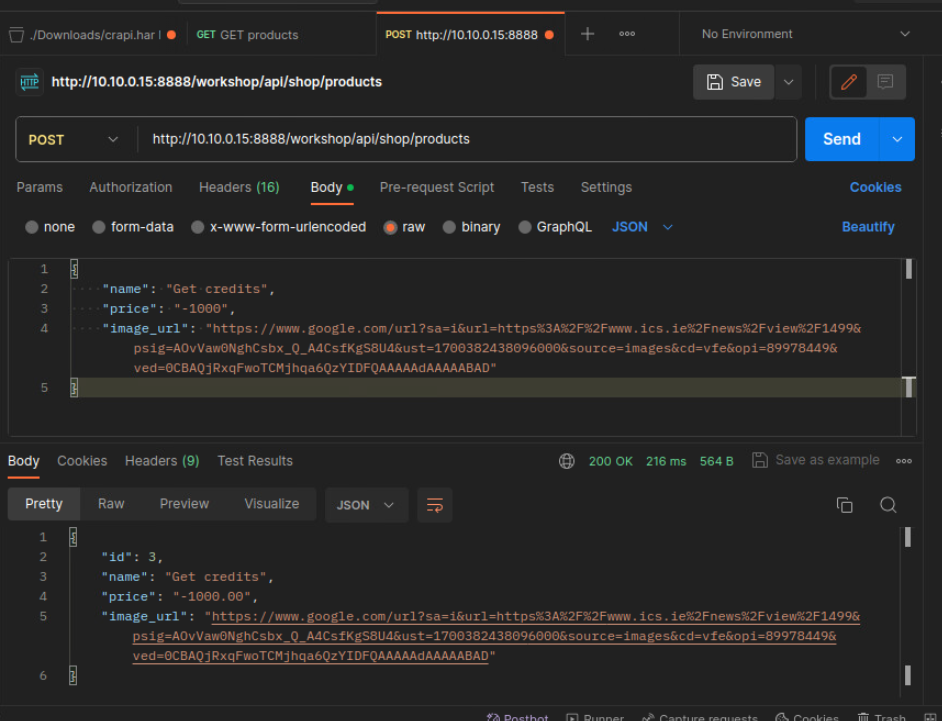 ./Downloads/crapi.har I
GET GET products
POST http://10.10.0.15:8888
No Environment
HTTP http://10.10.0.15:8888/workshop/api/shop/products
Save
POST http://10.10.0.15:8888/workshop/api/shop/products
Send
Params Authorization Headers (16) Body Pre-request Script Tests Settings Cookies
none form-data x-www-form-urlencoded raw binary GraphQL JSON Beautify
1 {
2 "name": "Get credits",
3 "price": "-1000",
4 "image_url": "https://www.google.com/url?sa=i&url=https%3A%2F%2Fwww.ics.ie%2Fnews%2Fview%2F1499&
psig=AOvVaw0NghCsbx_Q_A4CsfKgS8U4&ust=1700382438096000&source=images&cd=vfe&opi=89978449&
ved=0CBAQjRxqFwoTCMjhqa6QzYIDFQAAAAAdAAAAABAD"
5 }
Body Cookies Headers (9) Test Results 200 OK 216 ms 564 B Save as example
Pretty Raw Preview Visualize JSON
1 {
2 "id": 3,
3 "name": "Get credits",
4 "price": "-1000.00",
5 "image_url": "https://www.google.com/url?sa=i&url=https%3A%2F%2Fwww.ics.ie%2Fnews%2Fview%2F1499&
psig=AOvVaw0NghCsbx_Q_A4CsfKgS8U4&ust=1700382438096000&source=images&cd=vfe&opi=89978449&
ved=0CBAQjRxqFwoTCMjhqa6QzYIDFQAAAAAdAAAAABAD"
6 }
Postbot Runner Capture requests Cookies Trash